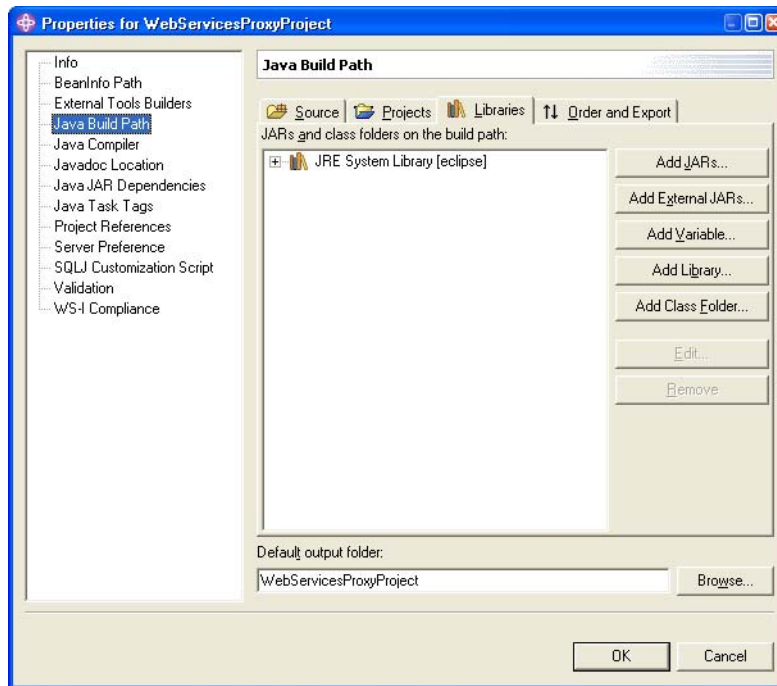 Properties for WebServicesProxyProject
Info
BeanInfo Path
External Tools Builders
Java Build Path
Java Compiler
Javadoc Location
Java JAR Dependencies
Java Task Tags
Project References
Server Preference
SQLJ Customization Script
Validation
WS-I Compliance
Java Build Path
Source Projects Libraries Order and Export
JARs and class folders on the build path:
JRE System Library [eclipse]
Add JARs...
Add External JARs...
Add Variable...
Add Library...
Add Class Folder...
Edit...
Remove
Default output folder:
WebServicesProxyProject
Browse...
OK Cancel